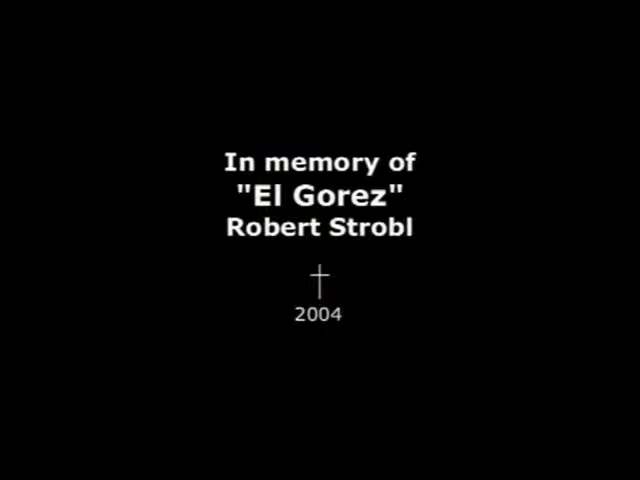 In memory of
"El Gorez"
Robert Strobl
†
2004